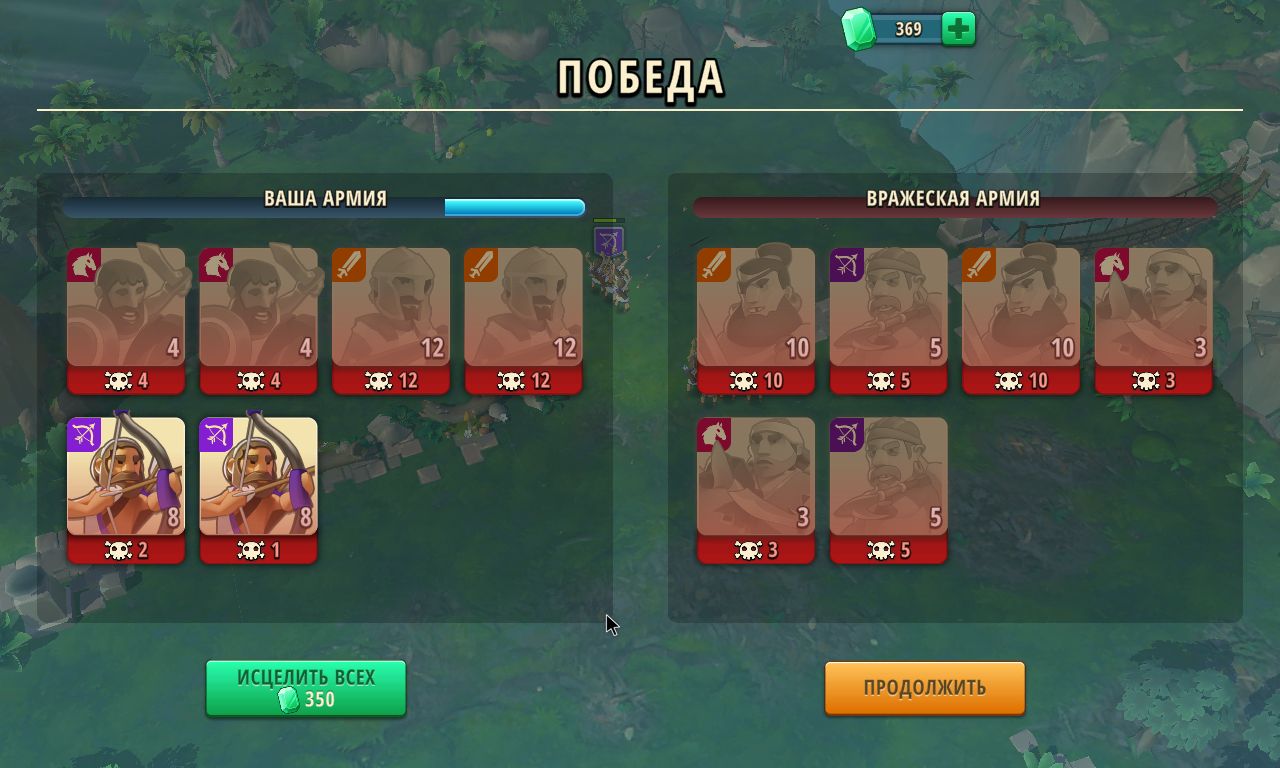 369
ПОБЕДА
ВАША АРМИЯ
4 4 12 12
4 4 12 12
8 8
2 1
ВРАЖЕСКАЯ АРМИЯ
10 5 10 3
10 5 10 3
3 5
3 5
ИСЦЕЛИТЬ ВСЕХ
350
ПРОДОЛЖИТЬ